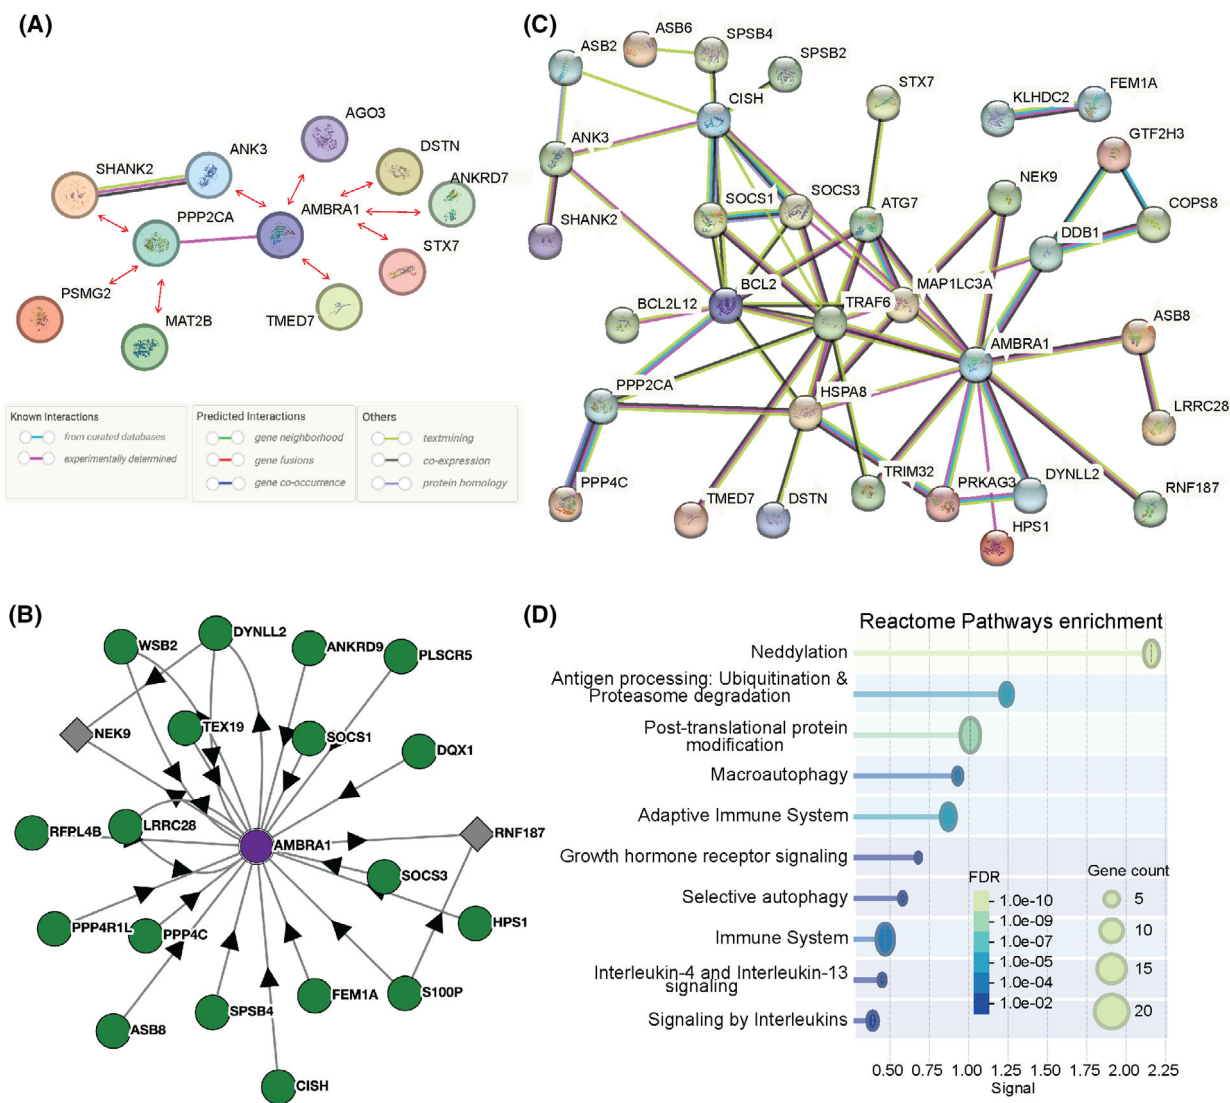 (A)
AGO3
SHANK2
ANK3
DSTN
ANKRD7
PPP2CA
AMBRA1
STX7
PSMG2
MAT2B
TMED7
Known Interactions
from curated databases
experimentally determined
Predicted Interactions
gene neighborhood
gene fusions
gene co-occurrence
Others
textmining
co-expression
protein homology
(C)
ASB6
SPSB4
ASB2
SPSB2
CISH
STX7
KLHDC2
FEM1A
ANK3
GTF2H3
NEK9
SOCS1
SOCS3
ATG7
SHANK2
COPS8
DDB1
BCL2
MAP1LC3A
BCL2L12
TRAF6
ASB8
AMBRA1
PPP2CA
HSPA8
LRRC28
TRIM32
PRKAG3
DYNLL2
RNF187
PPP4C
TMED7
DSTN
HPS1
(B)
WSB2
DYNLL2
ANKRD9
PLSCR5
NEK9
TEX19
SOCS1
DQX1
RFPL4B
LRRC28
AMBRA1
RNF187
SOCS3
PPP4R1L
PPP4C
HPS1
SPSB4
FEM1A
S100P
ASB8
CISH
(D)
Reactome Pathways enrichment
Neddylation
Antigen processing: Ubiquitination &
Proteasome degradation
Post-translational protein
modification
Macroautophagy
Adaptive Immune System
Growth hormone receptor signaling
Selective autophagy
Immune System
Interleukin-4 and Interleukin-13
signaling
Signaling by Interleukins
FDR
1.0e-10
1.0e-09
1.0e-07
1.0e-05
1.0e-04
1.0e-02
Gene count
5
10
15
20
0.50 0.75 1.00 1.25 1.50 1.75 2.00 2.25
Signal